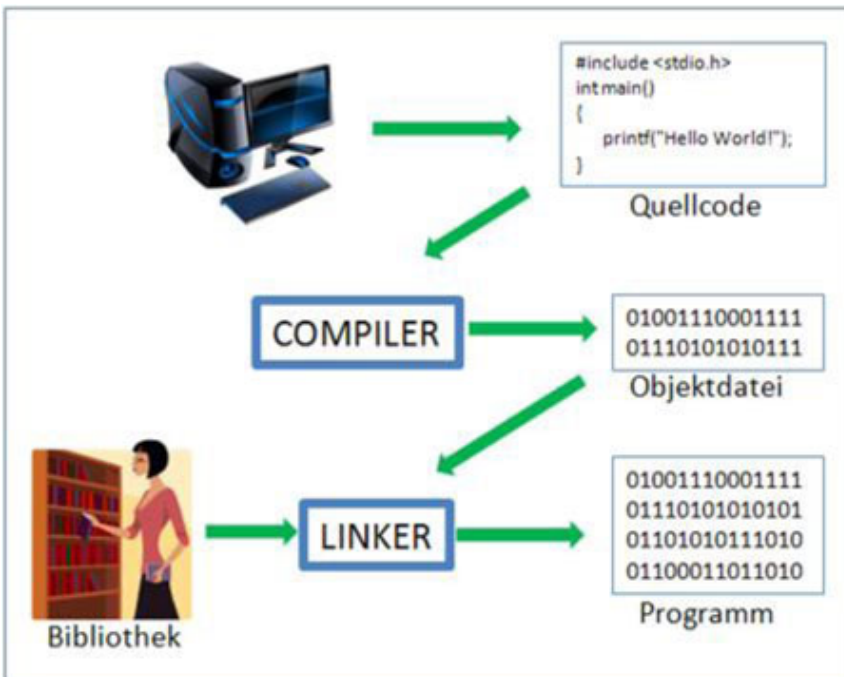 #include <stdio.h>
int main()
{
printf("Hello World!");
}
Quellcode
COMPILER
01001110001111
01110101010111
Objektdatei
LINKER
01001110001111
01110101010101
01101010111010
01100011011010
Programm
Bibliothek